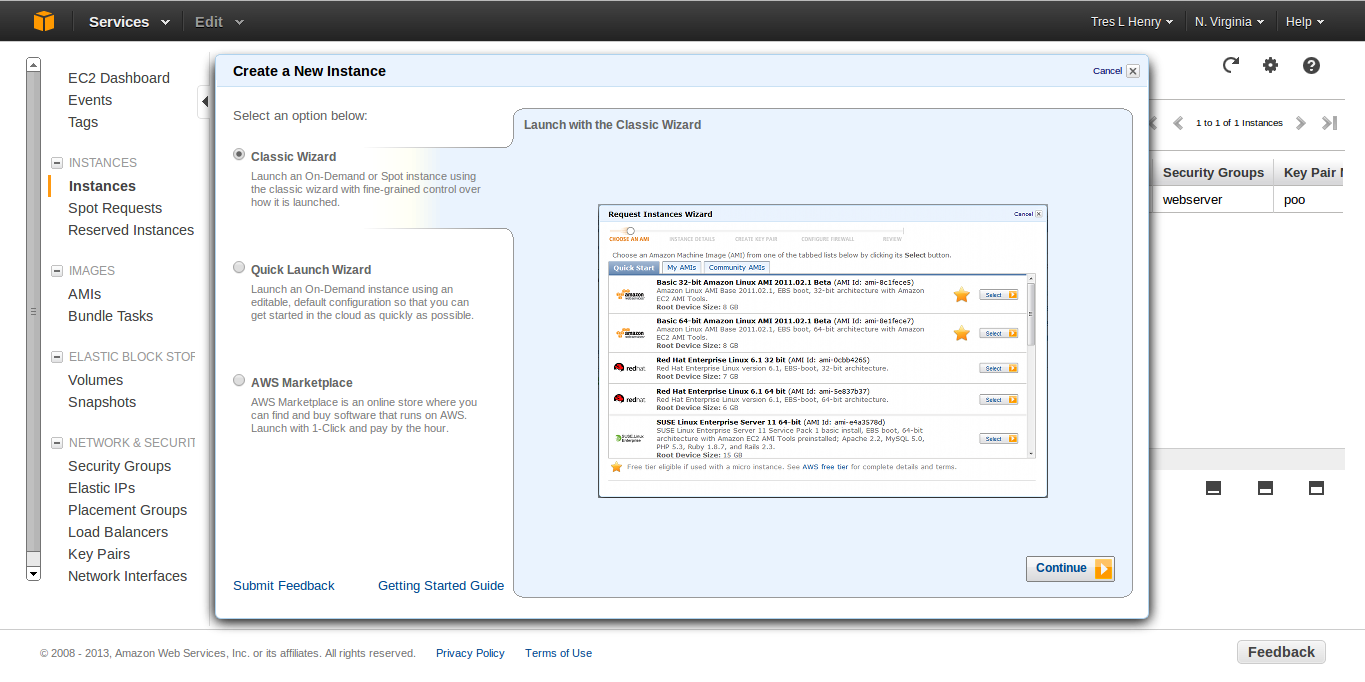 Services Edit Tres L Henry N. Virginia Help
EC2 Dashboard
Events
Tags
INSTANCES
Instances
Spot Requests
Reserved Instances
IMAGES
AMIs
Bundle Tasks
ELASTIC BLOCK STOR
Volumes
Snapshots
NETWORK & SECURIT
Security Groups
Elastic IPs
Placement Groups
Load Balancers
Key Pairs
Network Interfaces
Create a New Instance Cancel
Select an option below:
Classic Wizard
Launch an On-Demand or Spot instance using
the classic wizard with fine-grained control over
how it is launched.
Quick Launch Wizard
Launch an On-Demand instance using an
editable, default configuration so that you can
get started in the cloud as quickly as possible.
AWS Marketplace
AWS Marketplace is an online store where you
can find and buy software that runs on AWS.
Launch with 1-Click and pay by the hour.
Submit Feedback Getting Started Guide
Launch with the Classic Wizard
Request Instances Wizard Cancel
CHOOSE AN AMI INSTANCE DETAILS CREATE KEY PAIR CONFIGURE FIREWALL REVIEW
Choose an Amazon Machine Image (AMI) from one of the tabbed lists below by clicking its Select button.
Quick Start My AMIs Community AMIs
Basic 32-bit Amazon Linux AMI 2011.02.1 Beta (AMI Id: ami-8c1fece5)
Amazon Linux AMI Base 2011.02.1, EBS boot, 32-bit architecture with Amazon
EC2 AMI Tools.
Root Device Size: 8 GB
Select
Basic 64-bit Amazon Linux AMI 2011.02.1 Beta (AMI Id: ami-8e1fece7)
Amazon Linux AMI Base 2011.02.1, EBS boot, 64-bit architecture with Amazon
EC2 AMI Tools.
Root Device Size: 8 GB
Select
redhat.
Red Hat Enterprise Linux 6.1 32 bit (AMI Id: ami-0cbb4265)
Red Hat Enterprise Linux version 6.1, EBS-boot, 32-bit architecture.
Root Device Size: 7 GB
Select
redhat.
Red Hat Enterprise Linux 6.1 64 bit (AMI Id: ami-5e837b37)
Red Hat Enterprise Linux version 6.1, EBS-boot, 64-bit architecture.
Root Device Size: 6 GB
Select
SUSE Linux Enterprise
SUSE Linux Enterprise Server 11 64-bit (AMI Id: ami-e4a3578d)
SUSE Linux Enterprise Server 11 Service Pack 1 basic install, EBS boot, 64-bit
architecture with Amazon EC2 AMI Tools preinstalled; Apache 2.2, MySQL 5.0,
PHP 5.3, Ruby 1.8.7, and Rails 2.3.
Root Device Size: 15 GB
Select
Free tier eligible if used with a micro instance. See AWS free tier for complete details and terms.
Continue
1 to 1 of 1 Instances
Security Groups Key Pair
webserver poo
© 2008 - 2013, Amazon Web Services, Inc. or its affiliates. All rights reserved. Privacy Policy Terms of Use
Feedback